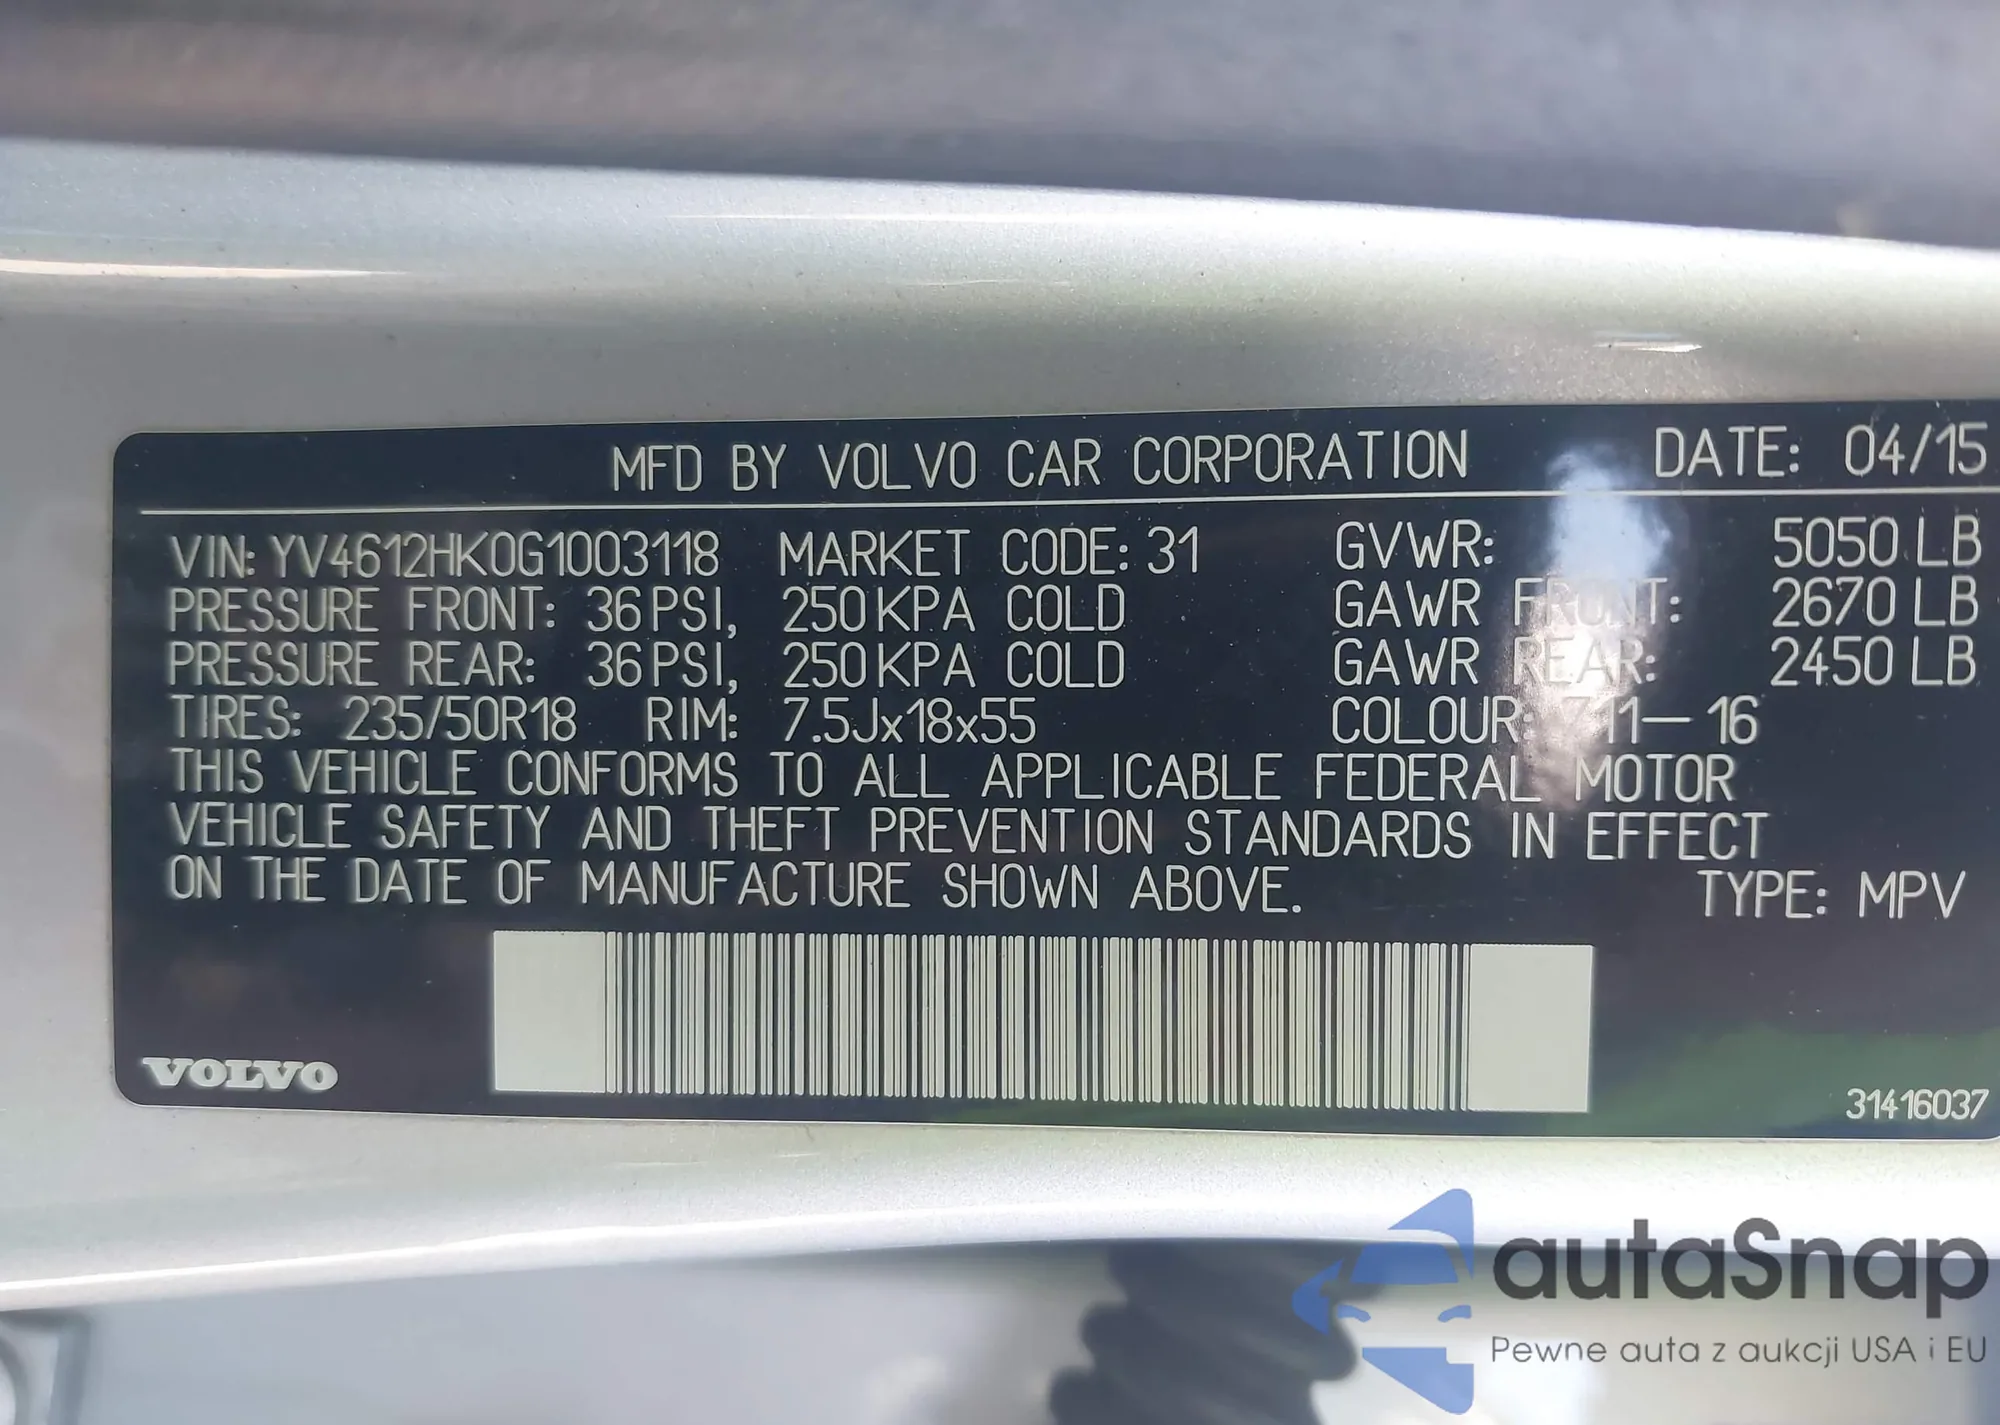 MFD BY VOLVO CAR CORPORATION DATE: 04/15
VIN: YV4612HK0G1003118 MARKET CODE: 31 GVWR: 5050 LB
PRESSURE FRONT: 36 PSI, 250 KPA COLD GAWR FRONT: 2670 LB
PRESSURE REAR: 36 PSI, 250 KPA COLD GAWR REAR: 2450 LB
TIRES: 235/50R18 RIM: 7.5Jx18x55 COLOUR: 711-16
THIS VEHICLE CONFORMS TO ALL APPLICABLE FEDERAL MOTOR
VEHICLE SAFETY AND THEFT PREVENTION STANDARDS IN EFFECT
ON THE DATE OF MANUFACTURE SHOWN ABOVE. TYPE: MPV
VOLVO
31416037
autaSnap
Pewne auta z aukcji USA i EU